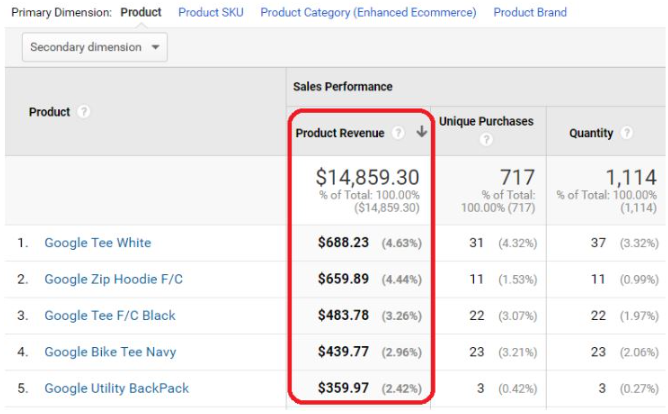 Primary Dimension: Product Product SKU Product Category (Enhanced Ecommerce) Product Brand
Secondary dimension
Sales Performance
Product ? Product Revenue ? Unique Purchases ? Quantity ?
$14,859.30 717 1,114
% of Total: 100.00% % of Total: % of Total: 100.00%
($14,859.30) 100.00% (717) (1,114)
1. Google Tee White $688.23 (4.63%) 31 (4.32%) 37 (3.32%)
2. Google Zip Hoodie F/C $659.89 (4.44%) 11 (1.53%) 11 (0.99%)
3. Google Tee F/C Black $483.78 (3.26%) 22 (3.07%) 22 (1.97%)
4. Google Bike Tee Navy $439.77 (2.96%) 23 (3.21%) 23 (2.06%)
5. Google Utility BackPack $359.97 (2.42%) 3 (0.42%) 3 (0.27%)